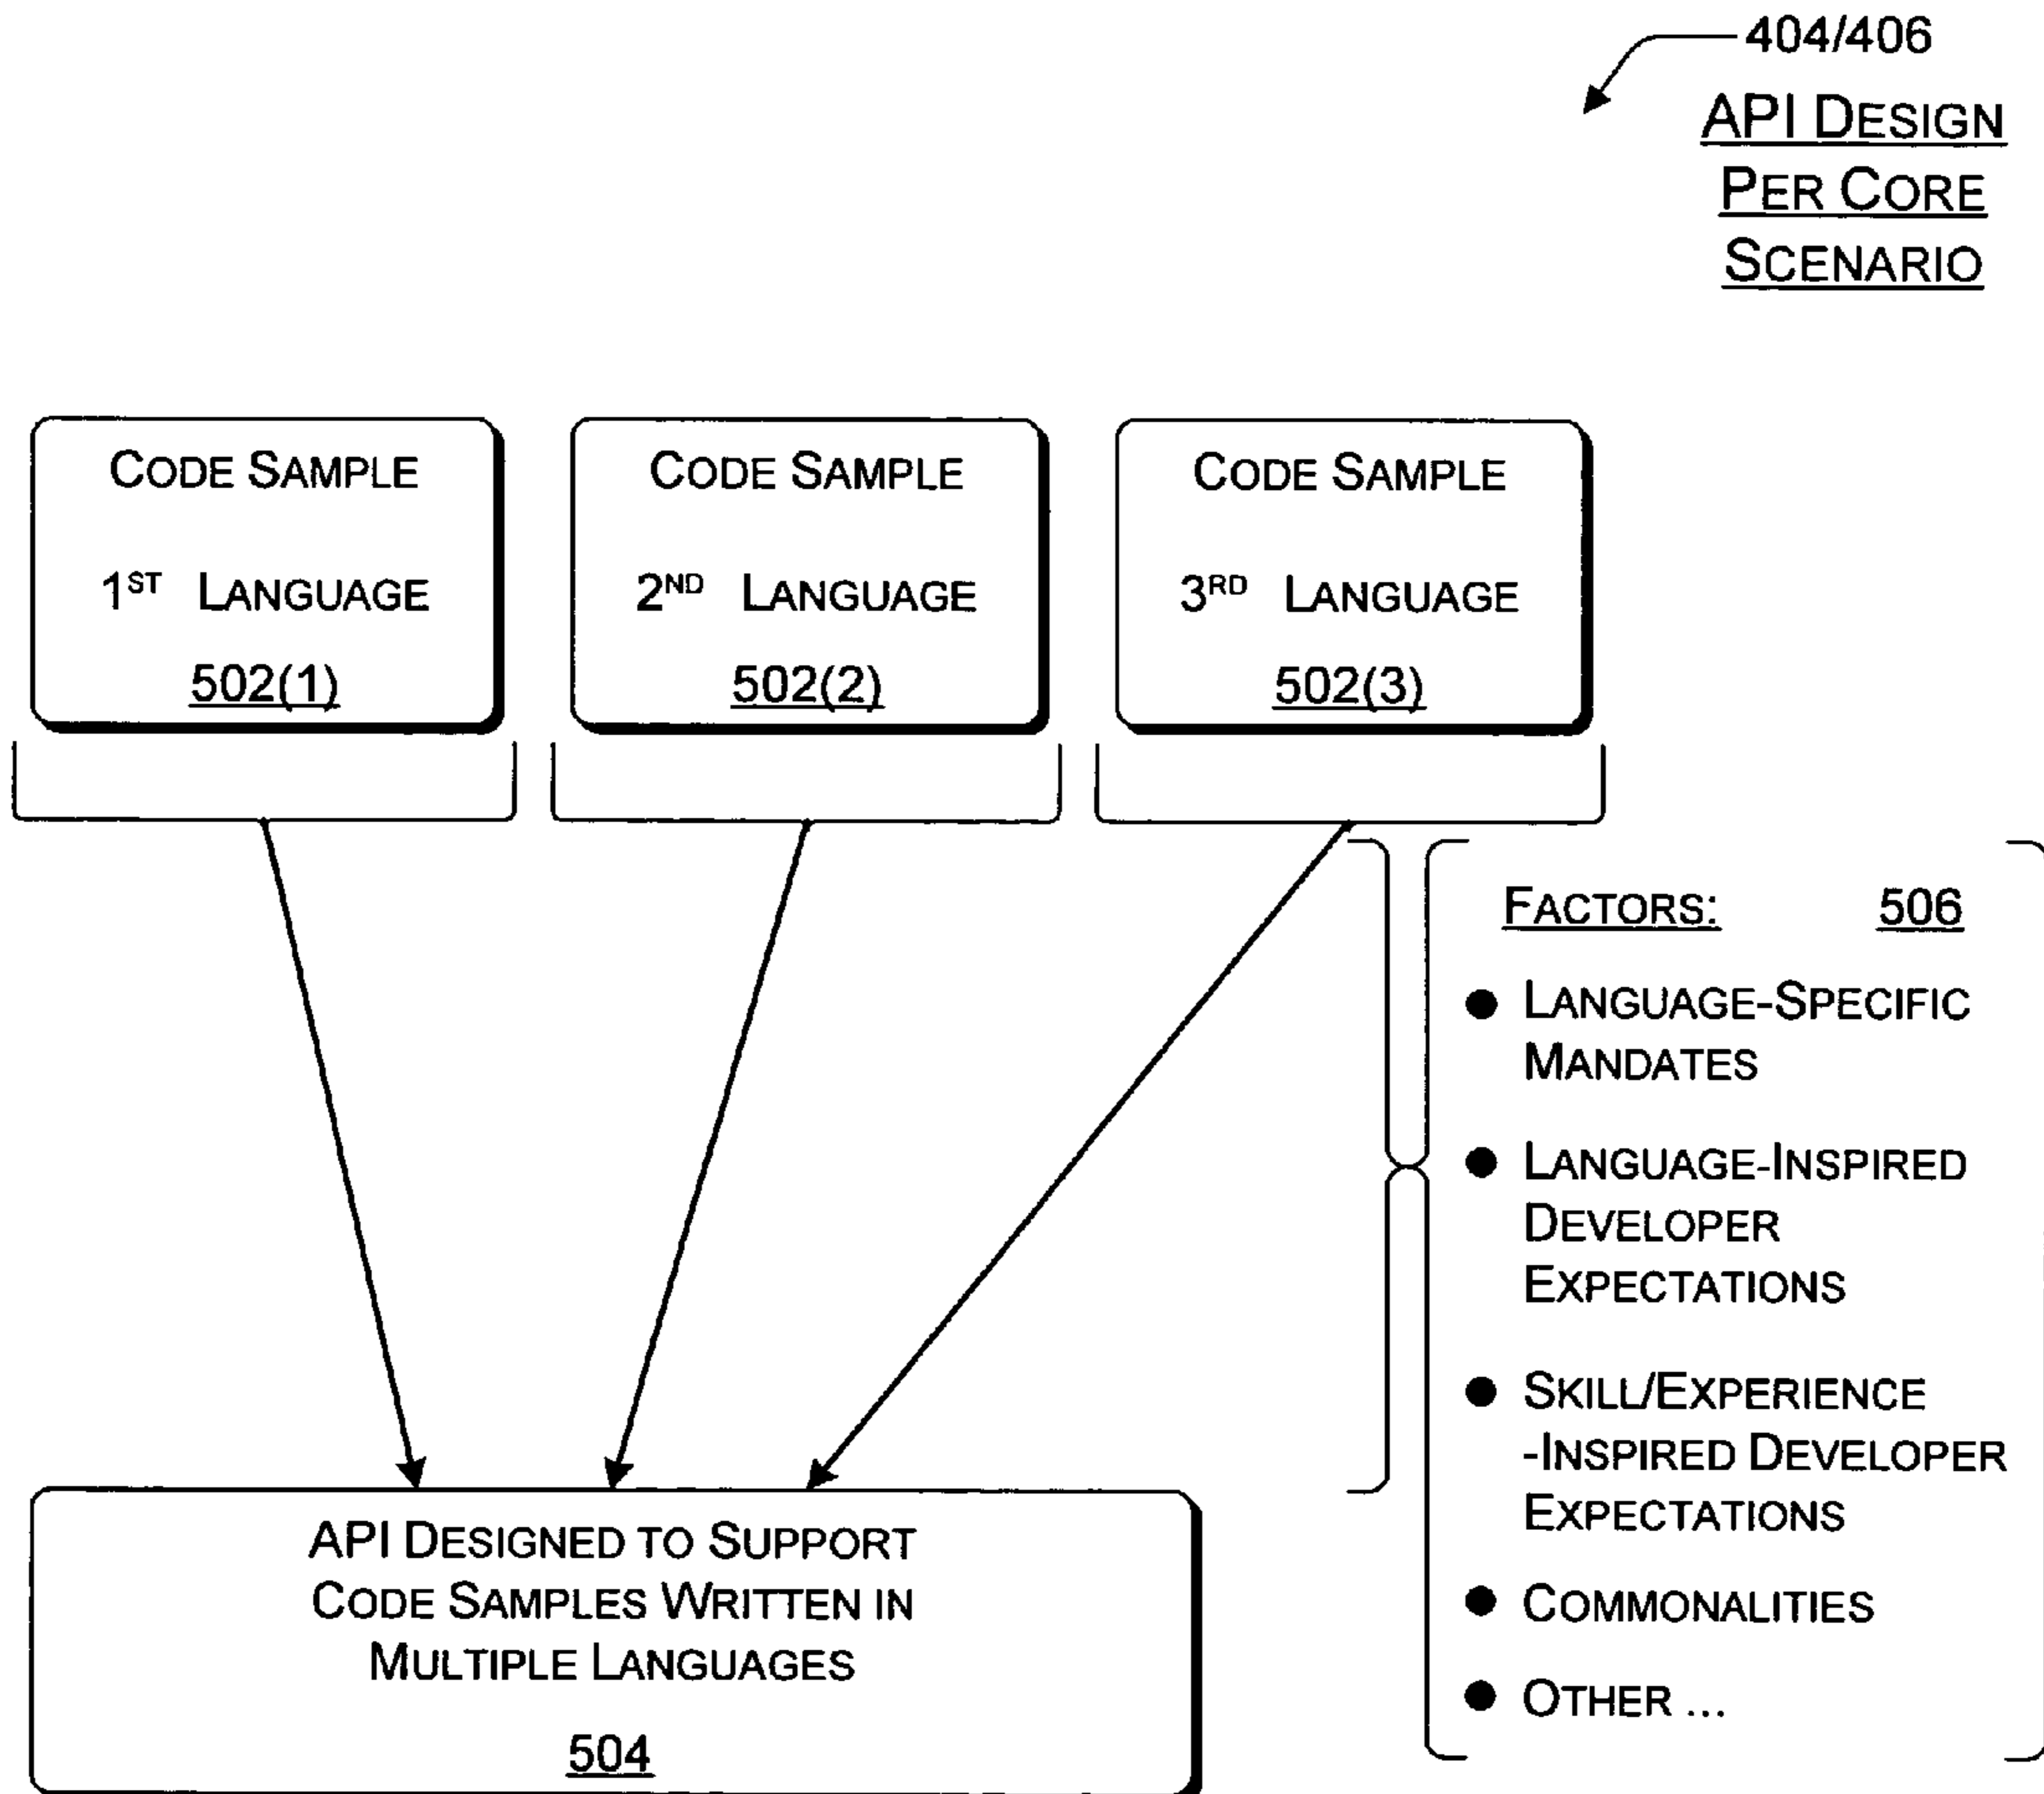 404/406
API DESIGN
PER CORE
SCENARIO
CODE SAMPLE
1ST LANGUAGE
502(1)
CODE SAMPLE
2ND LANGUAGE
502(2)
CODE SAMPLE
3RD LANGUAGE
502(3)
FACTORS: 506
● LANGUAGE-SPECIFIC
MANDATES
● LANGUAGE-INSPIRED
DEVELOPER
EXPECTATIONS
● SKILL/EXPERIENCE
-INSPIRED DEVELOPER
EXPECTATIONS
● COMMONALITIES
● OTHER ...
API DESIGNED TO SUPPORT
CODE SAMPLES WRITTEN IN
MULTIPLE LANGUAGES
504